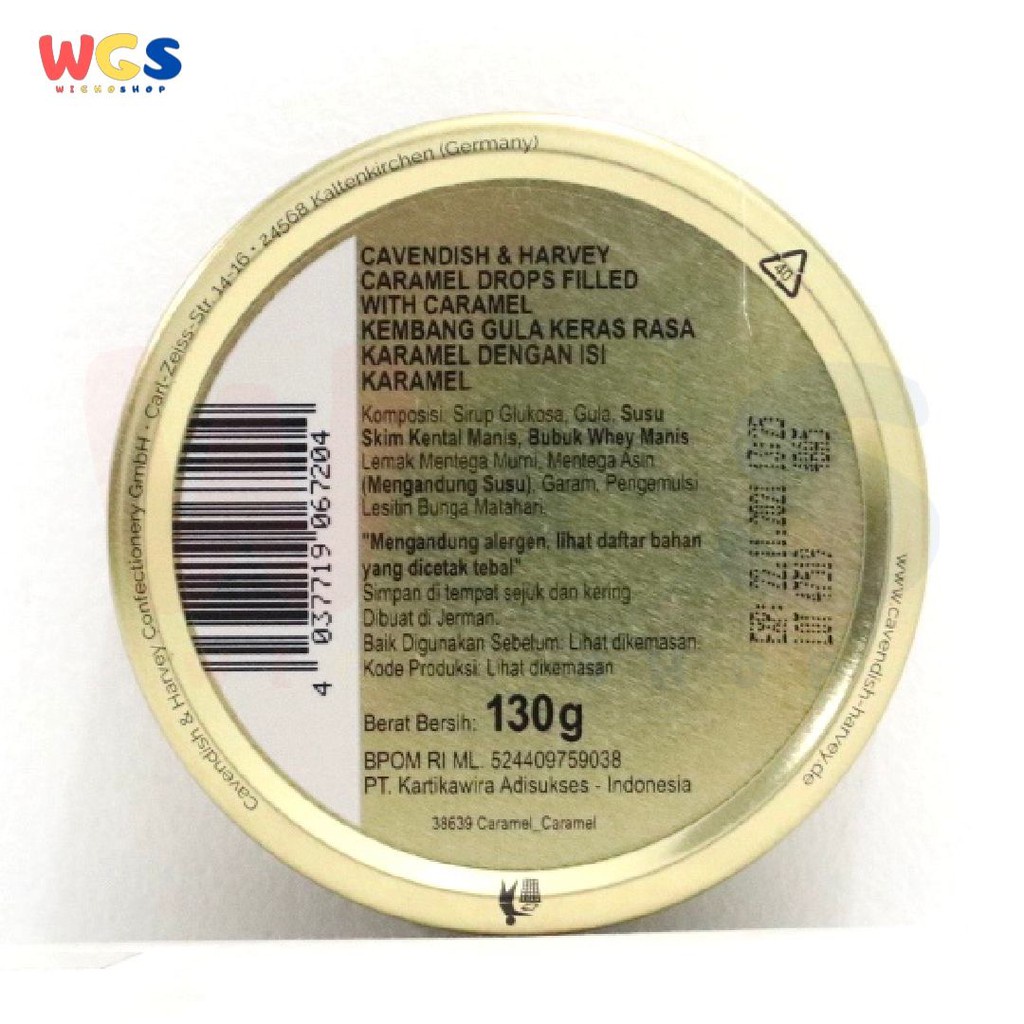 WGS
WICKOSHOP
Cavendish & Harvey Confectionery GmbH · Carl-Zeiss-Str. 14-16 · 24568 Kaltenkirchen (Germany)
CAVENDISH & HARVEY
CARAMEL DROPS FILLED
WITH CARAMEL
KEMBANG GULA KERAS RASA
KARAMEL DENGAN ISI
KARAMEL
Komposisi: Sirup Glukosa, Gula, Susu
Skim Kental Manis, Bubuk Whey Manis
Lemak Mentega Murni, Mentega Asin
(Mengandung Susu), Garam, Pengemulsi
Lesitin Bunga Matahari.
"Mengandung alergen, lihat daftar bahan
yang dicetak tebal"
Simpan di tempat sejuk dan kering
Dibuat di Jerman.
Baik Digunakan Sebelum: Lihat dikemasan.
Kode Produksi: Lihat dikemasan
Berat Bersih: 130g
BPOM RI ML. 524409759038
PT. Kartikawira Adisukses - Indonesia
38639 Caramel_Caramel
4 037719 067204
40
www.cavendish-harvey.de